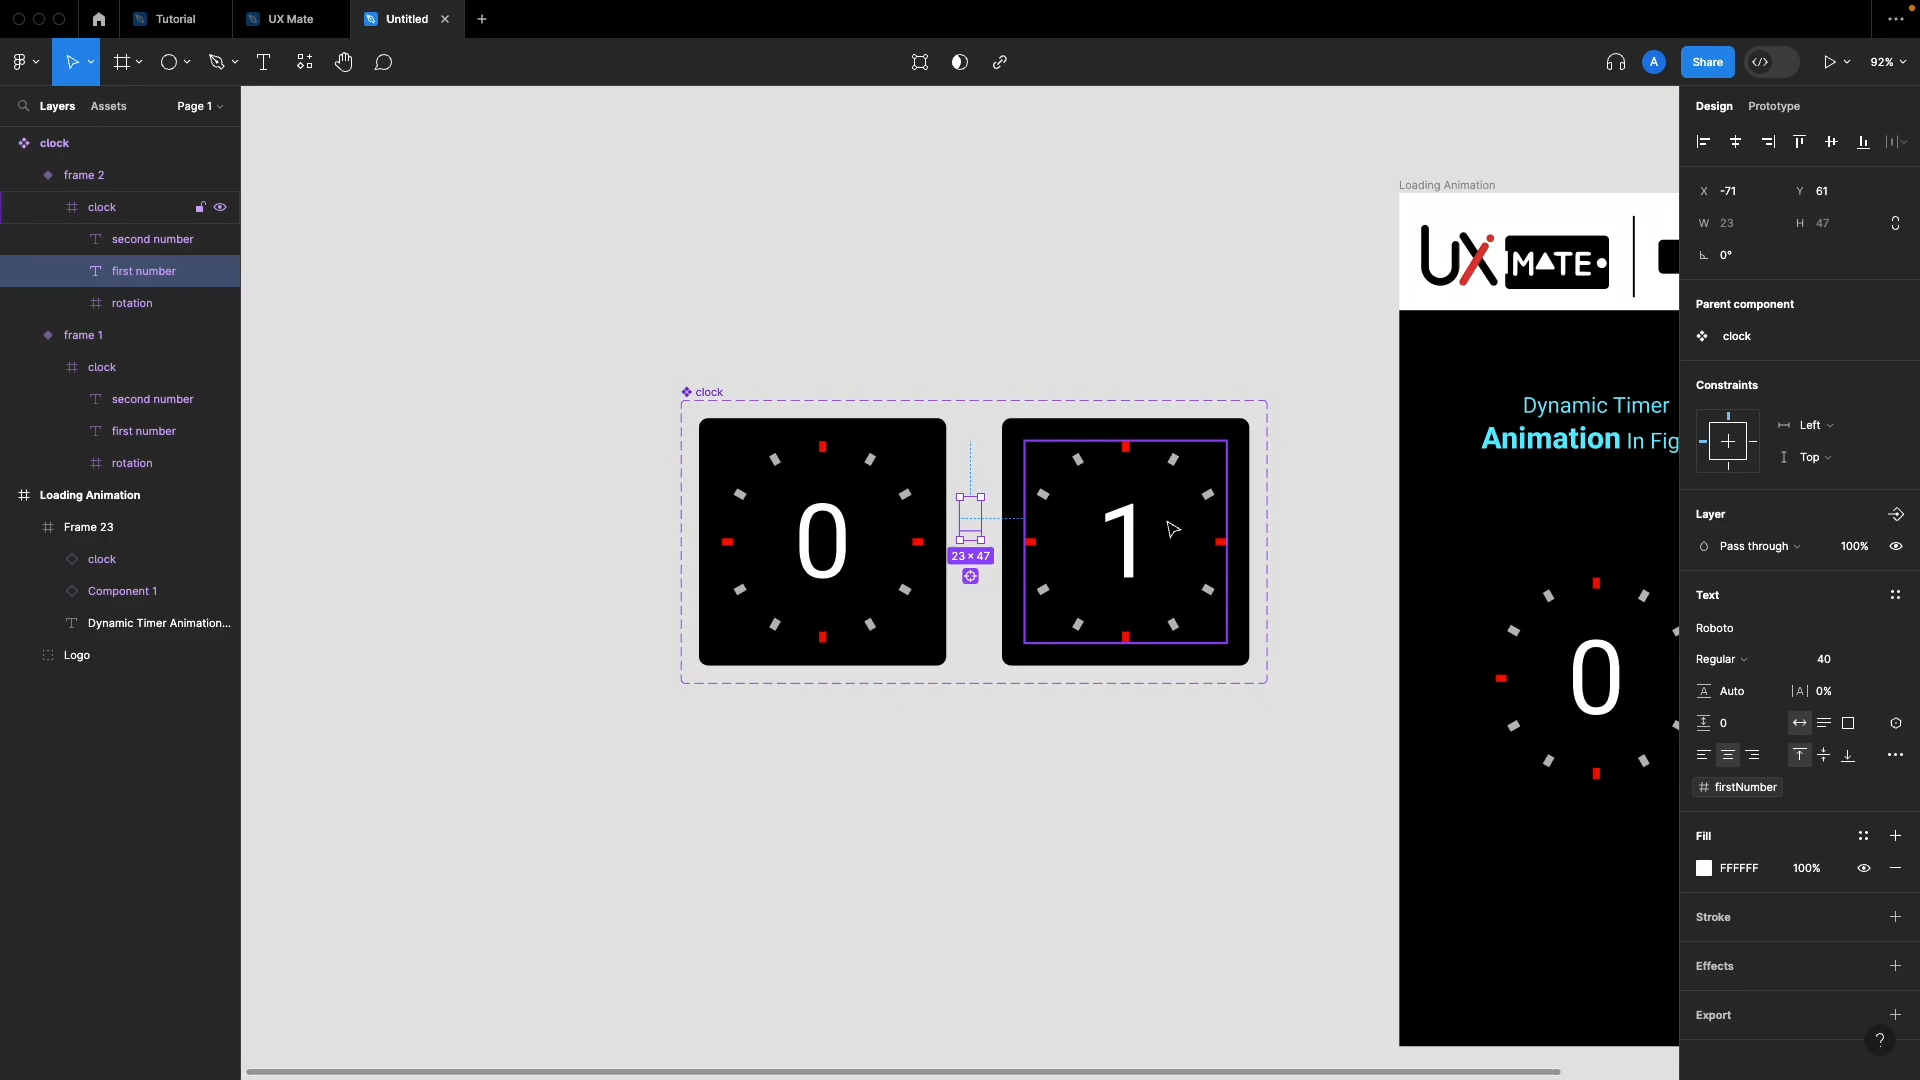 Tutorial
UX Mate
Untitled
A
Share
92%
Layers
Assets
Page 1
clock
frame 2
clock
second number
first number
rotation
frame 1
clock
second number
first number
rotation
Loading Animation
Frame 23
clock
Component 1
Dynamic Timer Animation...
Logo
clock
0
1
23 × 47
Loading Animation
UX MATE
Dynamic Timer
Animation In Fig
0
Design
Prototype
X -71
Y 61
W 23
H 47
0°
Parent component
clock
Constraints
Left
Top
Layer
Pass through
100%
Text
Roboto
Regular
40
A Auto
|A| 0%
0
firstNumber
Fill
FFFFFF
100%
Stroke
Effects
Export
?